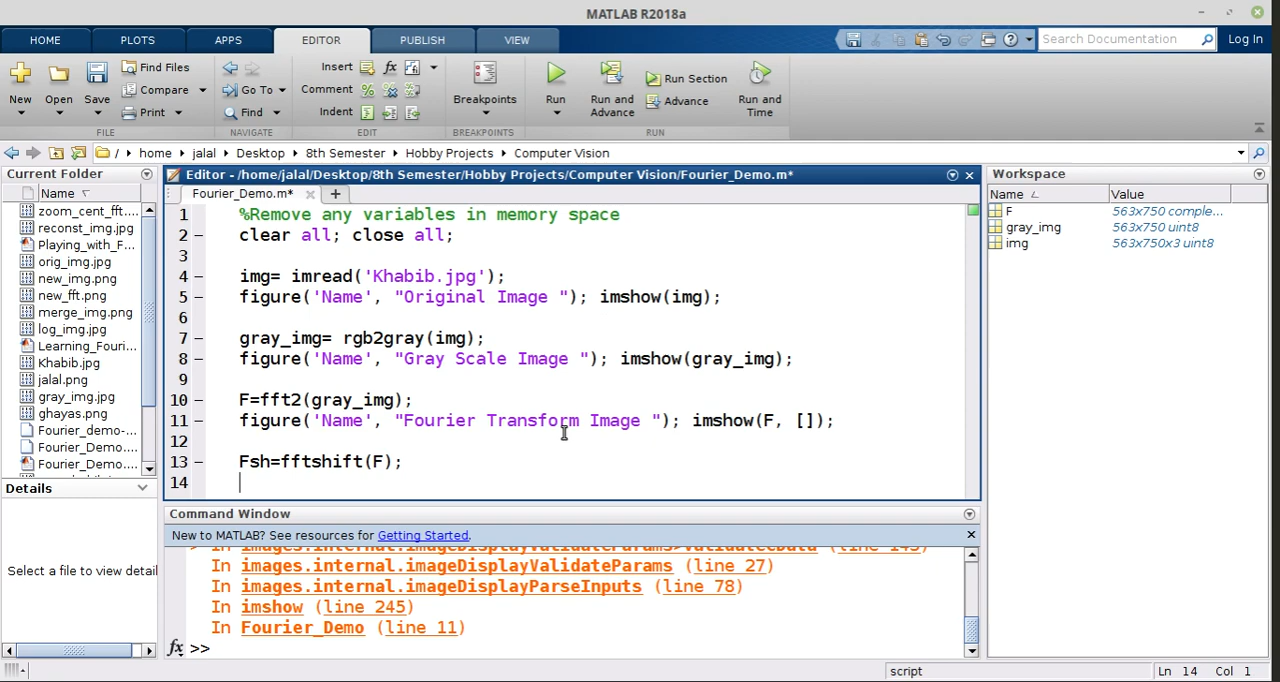 MATLAB R2018a
HOME PLOTS APPS EDITOR PUBLISH VIEW Search Documentation Log In
New Open Save Find Files Compare Print
Go To Find
Insert fx
Comment
Indent
Breakpoints Run Run and Advance Run Section Advance Run and Time
FILE NAVIGATE EDIT BREAKPOINTS RUN
/ home jalal Desktop 8th Semester Hobby Projects Computer Vision
Current Folder
Name
zoom_cent_fft....
reconst_img.jpg
Playing_with_F...
orig_img.jpg
new_img.png
new_fft.png
merge_img.png
log_img.jpg
Learning_Fouri...
Khabib.jpg
jalal.png
gray_img.jpg
ghayas.png
Fourier_demo-...
Fourier_Demo....
Fourier_Demo....
Details
Select a file to view detail
Editor - /home/jalal/Desktop/8th Semester/Hobby Projects/Computer Vision/Fourier_Demo.m*
Fourier_Demo.m*
1 %Remove any variables in memory space
2 clear all; close all;
3
4 img= imread('Khabib.jpg');
5 figure('Name', "Original Image "); imshow(img);
6
7 gray_img= rgb2gray(img);
8 figure('Name', "Gray Scale Image "); imshow(gray_img);
9
10 F=fft2(gray_img);
11 figure('Name', "Fourier Transform Image "); imshow(F, []);
12
13 Fsh=fftshift(F);
14
Command Window
New to MATLAB? See resources for Getting Started.
In images.internal.imageDisplayValidateParams (line 27)
In images.internal.imageDisplayParseInputs (line 78)
In imshow (line 245)
In Fourier_Demo (line 11)
fx >>
Workspace
Name Value
F 563x750 comple...
gray_img 563x750 uint8
img 563x750x3 uint8
script Ln 14 Col 1